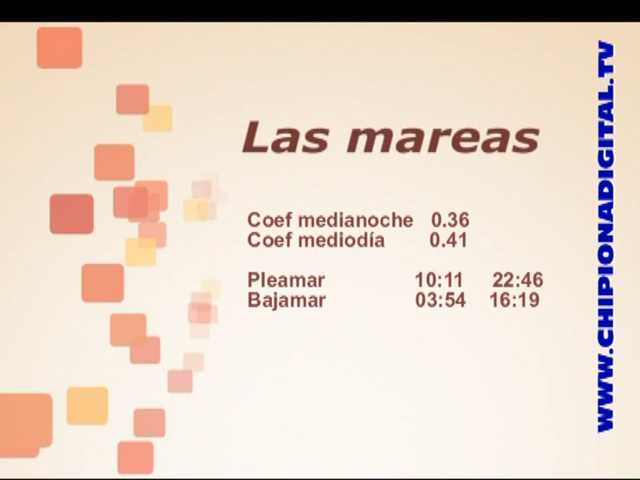 Las mareas
Coef medianoche 0.36
Coef mediodía 0.41
Pleamar 10:11 22:46
Bajamar 03:54 16:19
WWW.CHIPIONADIGITAL.TV